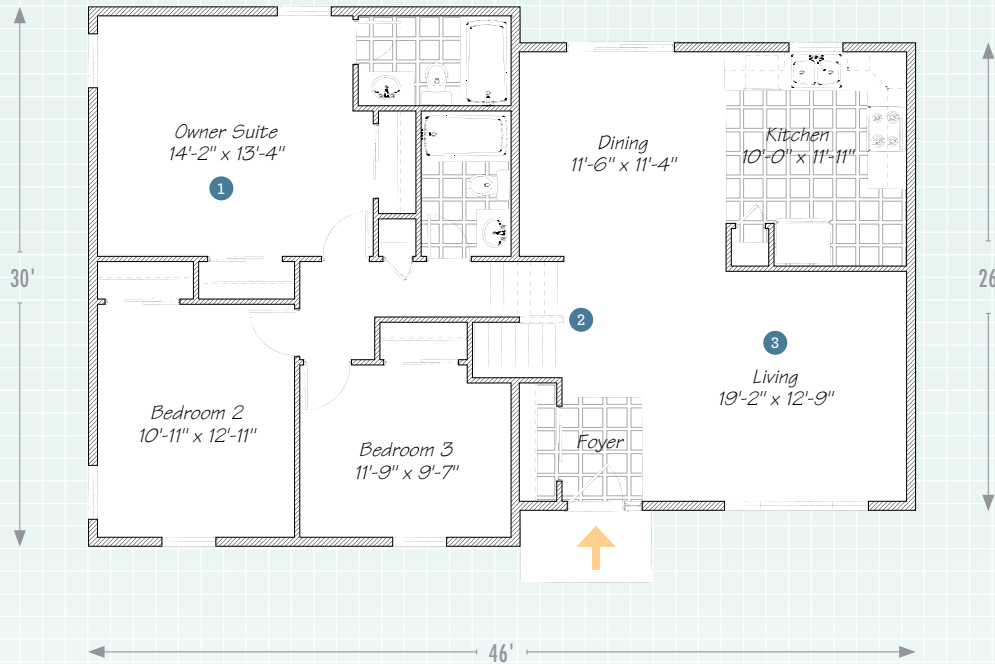 Owner Suite
14'-2" x 13'-4"
1
Dining
11'-6" x 11'-4"
Kitchen
10'-0" x 11'-11"
30'
26
2
3
Living
19'-2" x 12'-9"
Bedroom 2
10'-11" x 12'-11"
Bedroom 3
11'-9" x 9'-7"
Foyer
46'